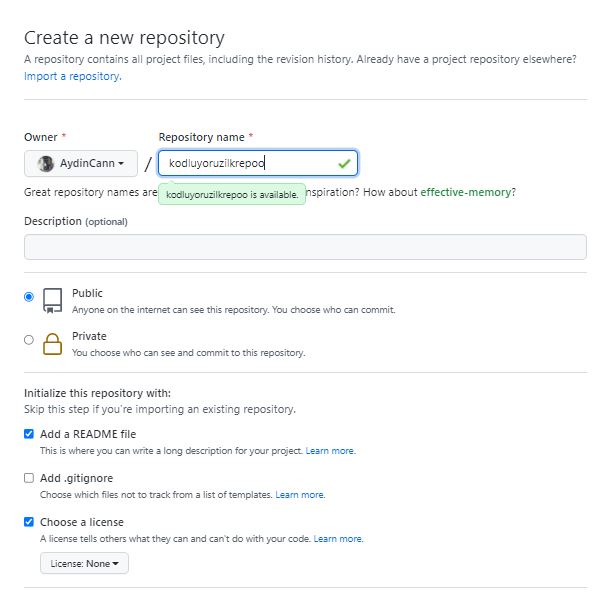 Create a new repository
A repository contains all project files, including the revision history. Already have a project repository elsewhere?
Import a repository.
Owner * Repository name *
AydinCann / kodluyoruzilkrepoo
Great repository names are nspiration? How about effective-memory?
kodluyoruzilkrepoo is available.
Description (optional)
Public
Anyone on the internet can see this repository. You choose who can commit.
Private
You choose who can see and commit to this repository.
Initialize this repository with:
Skip this step if you're importing an existing repository.
Add a README file
This is where you can write a long description for your project. Learn more.
Add .gitignore
Choose which files not to track from a list of templates. Learn more.
Choose a license
A license tells others what they can and can't do with your code. Learn more.
License: None